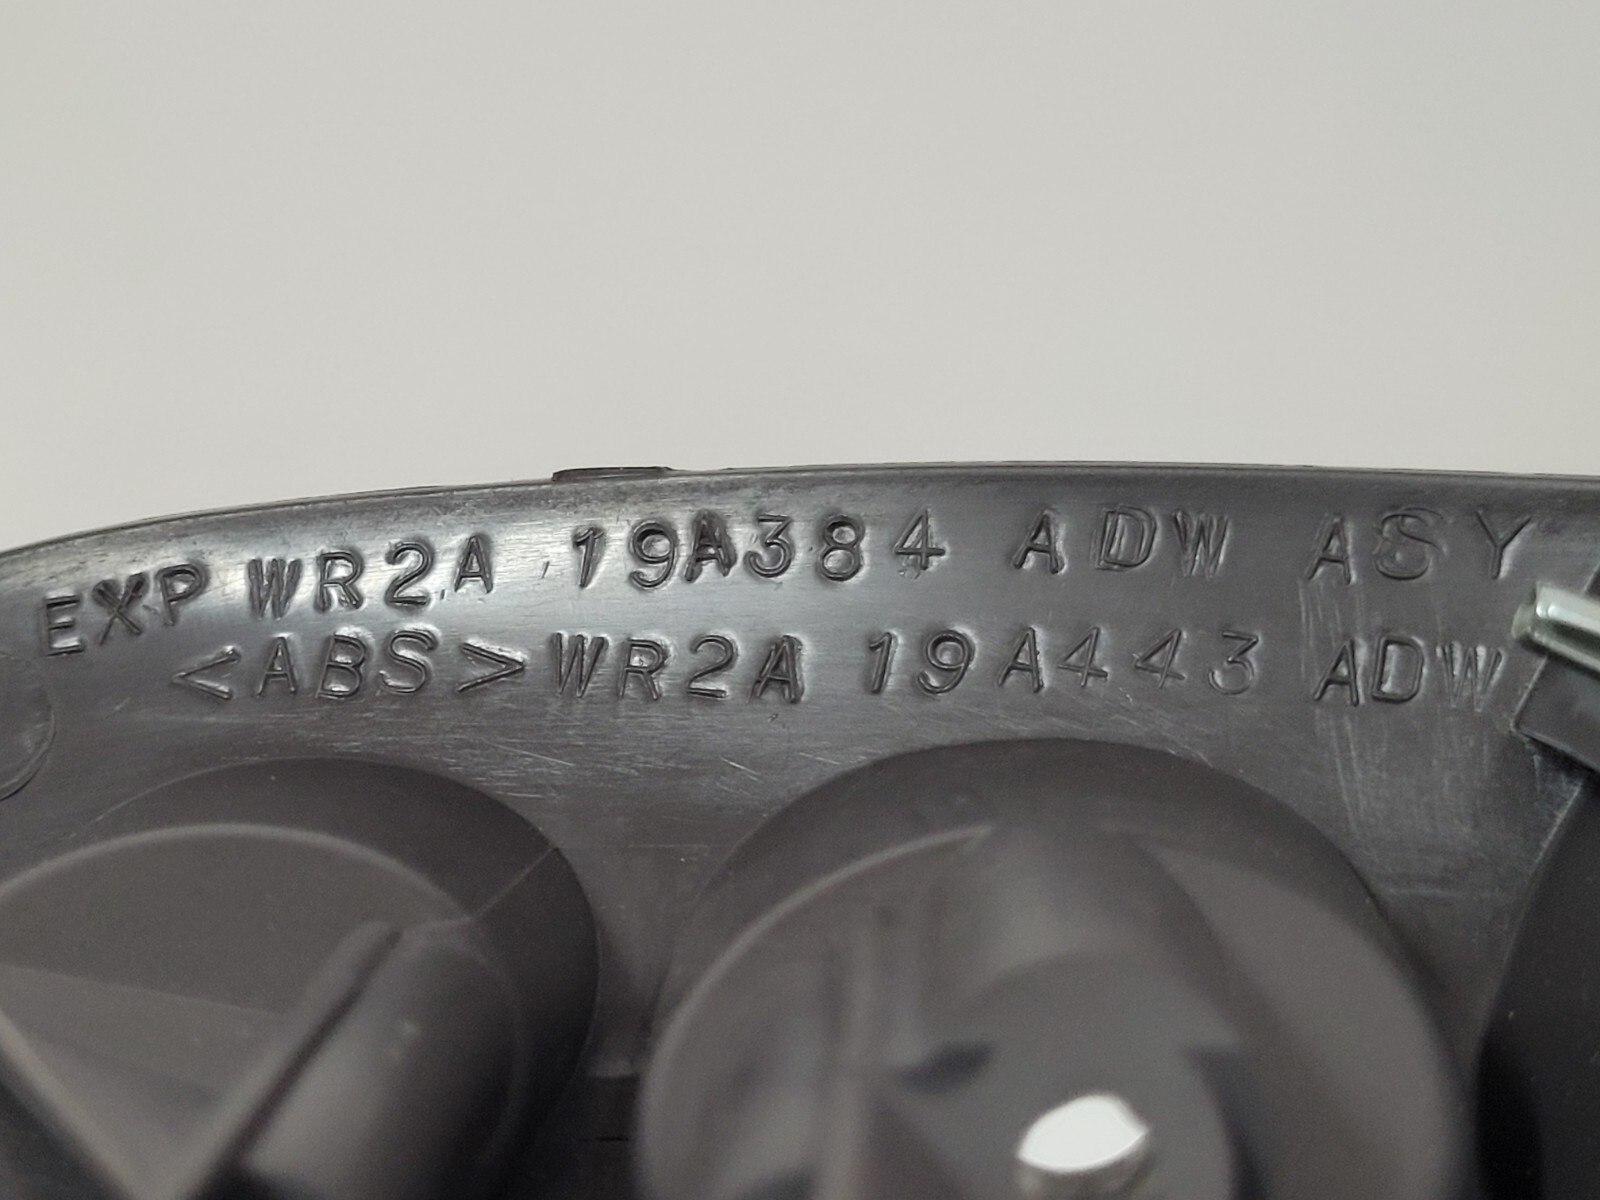 EXP WR2A 19A384 ADW ASY
<ABS> WR2A 19A443 ADW